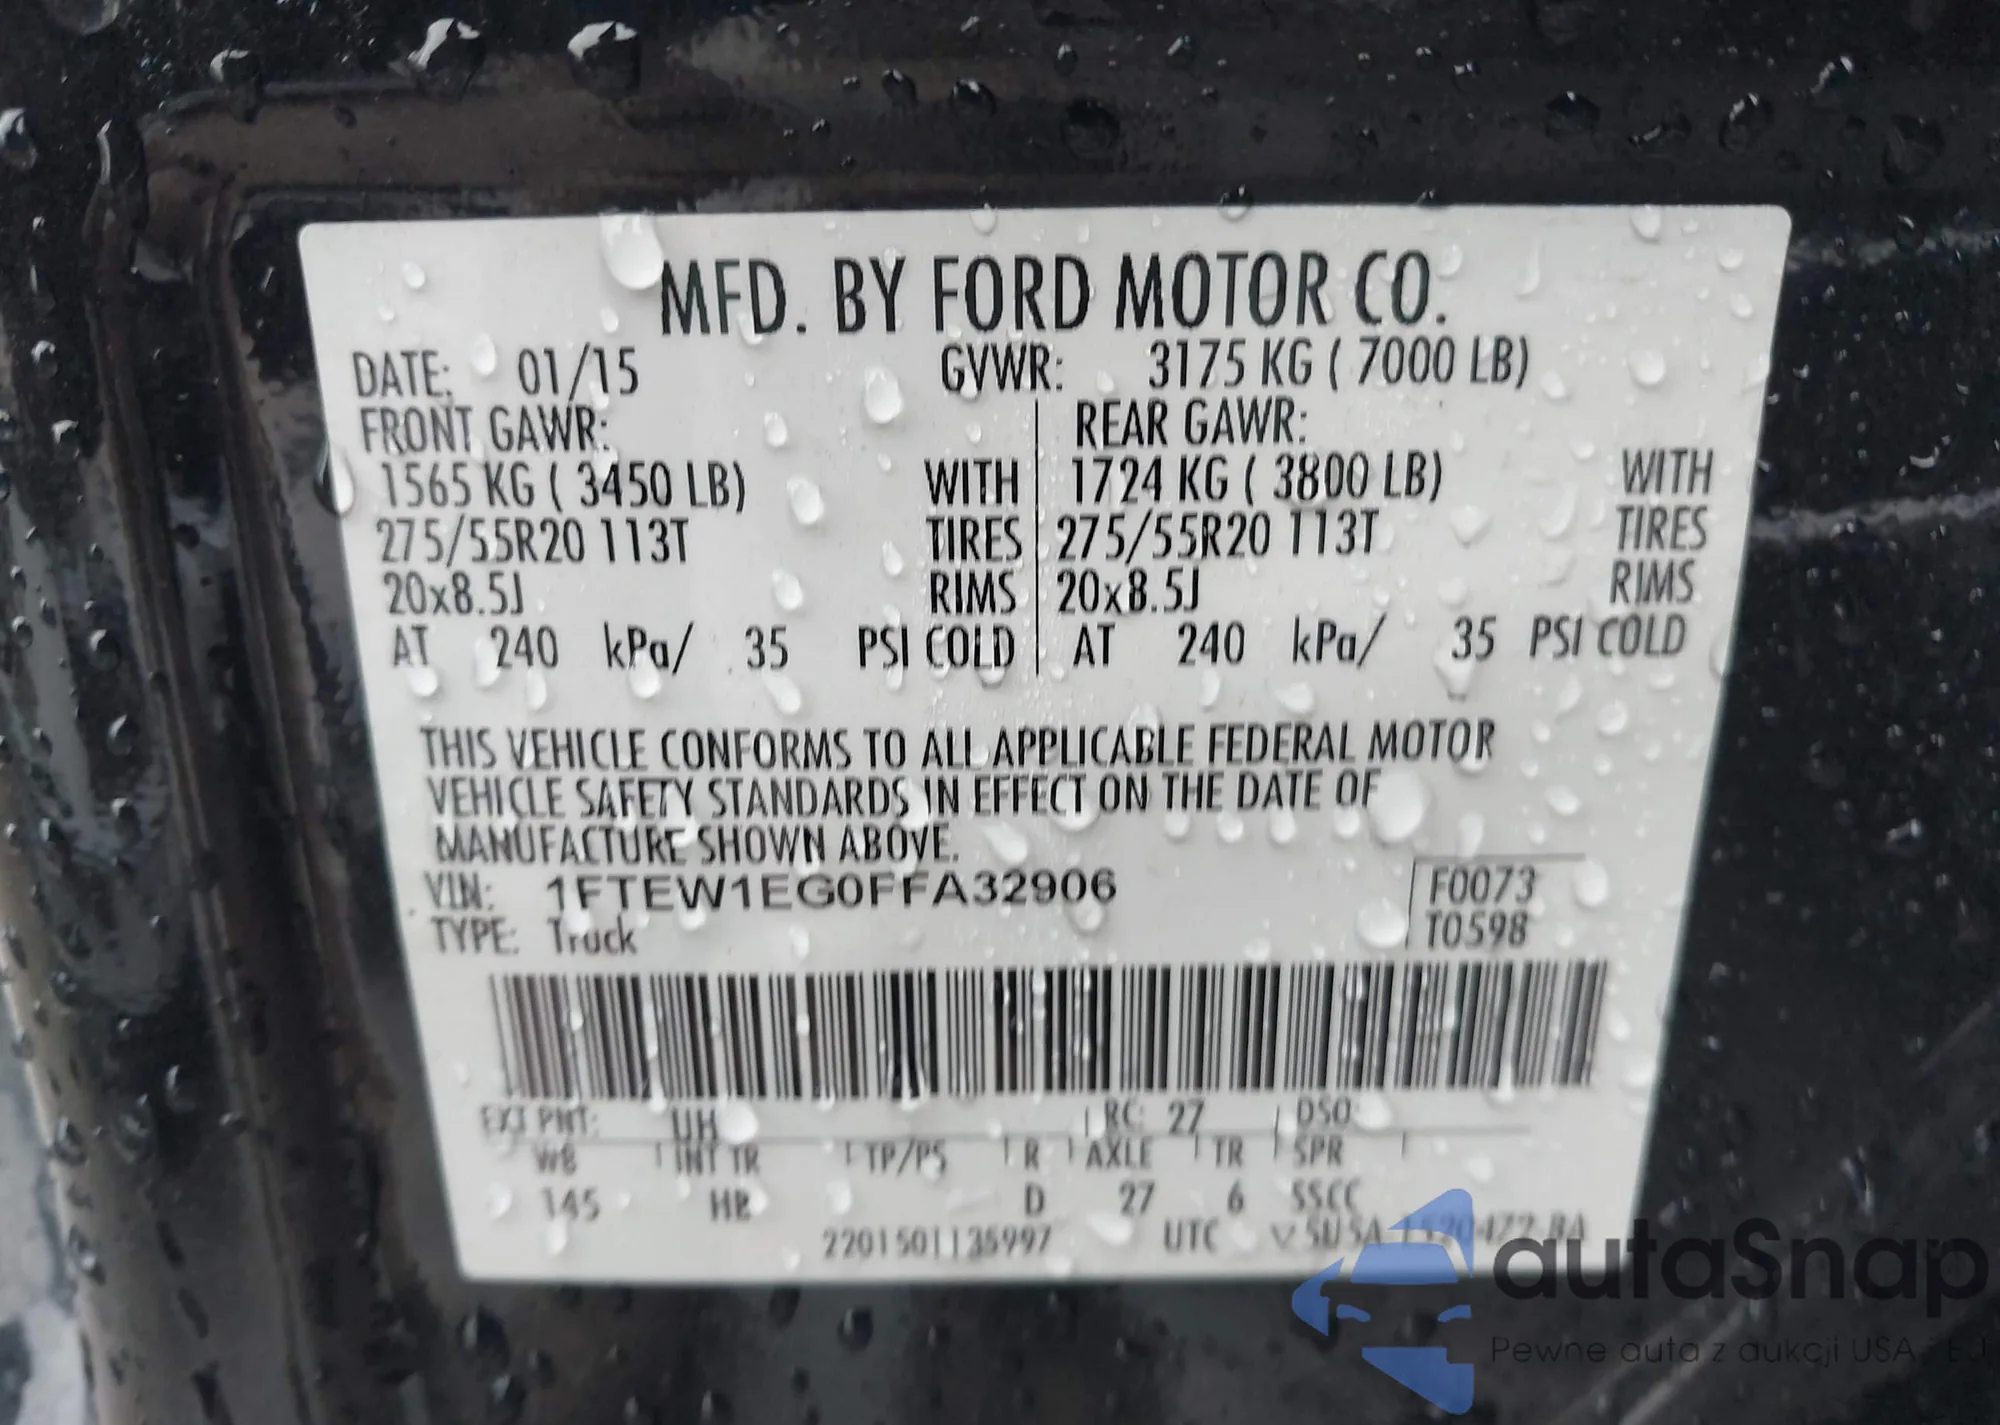 MFD. BY FORD MOTOR CO.
DATE: 01/15 GVWR: 3175 KG ( 7000 LB)
FRONT GAWR: REAR GAWR:
1565 KG ( 3450 LB) WITH 1724 KG ( 3800 LB) WITH
275/55R20 113T TIRES 275/55R20 113T TIRES
20x8.5J RIMS 20x8.5J RIMS
AT 240 kPa/ 35 PSI COLD AT 240 kPa/ 35 PSI COLD
THIS VEHICLE CONFORMS TO ALL APPLICABLE FEDERAL MOTOR
VEHICLE SAFETY STANDARDS IN EFFECT ON THE DATE OF
MANUFACTURE SHOWN ABOVE.
VIN: 1FTEW1EG0FFA32906 F0073
TYPE: Truck T0598
EXT PNT: UH RC: 27 DSO:
WB INT TR TP/PS R AXLE TR SPR
145 D 27 6 SSCC
2201501135997 UTC
autaSnap
Pewne auta z aukcji USA i EU